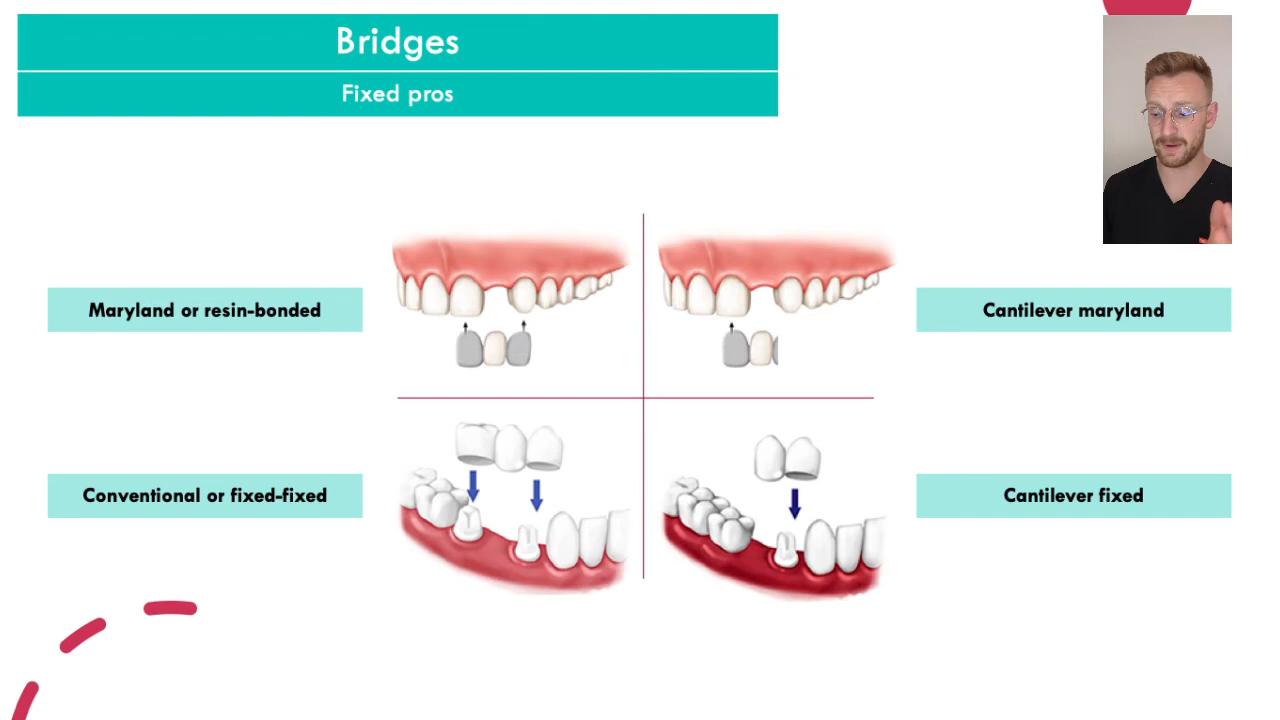 Bridges
Fixed pros
Maryland or resin-bonded
Cantilever maryland
Conventional or fixed-fixed
Cantilever fixed